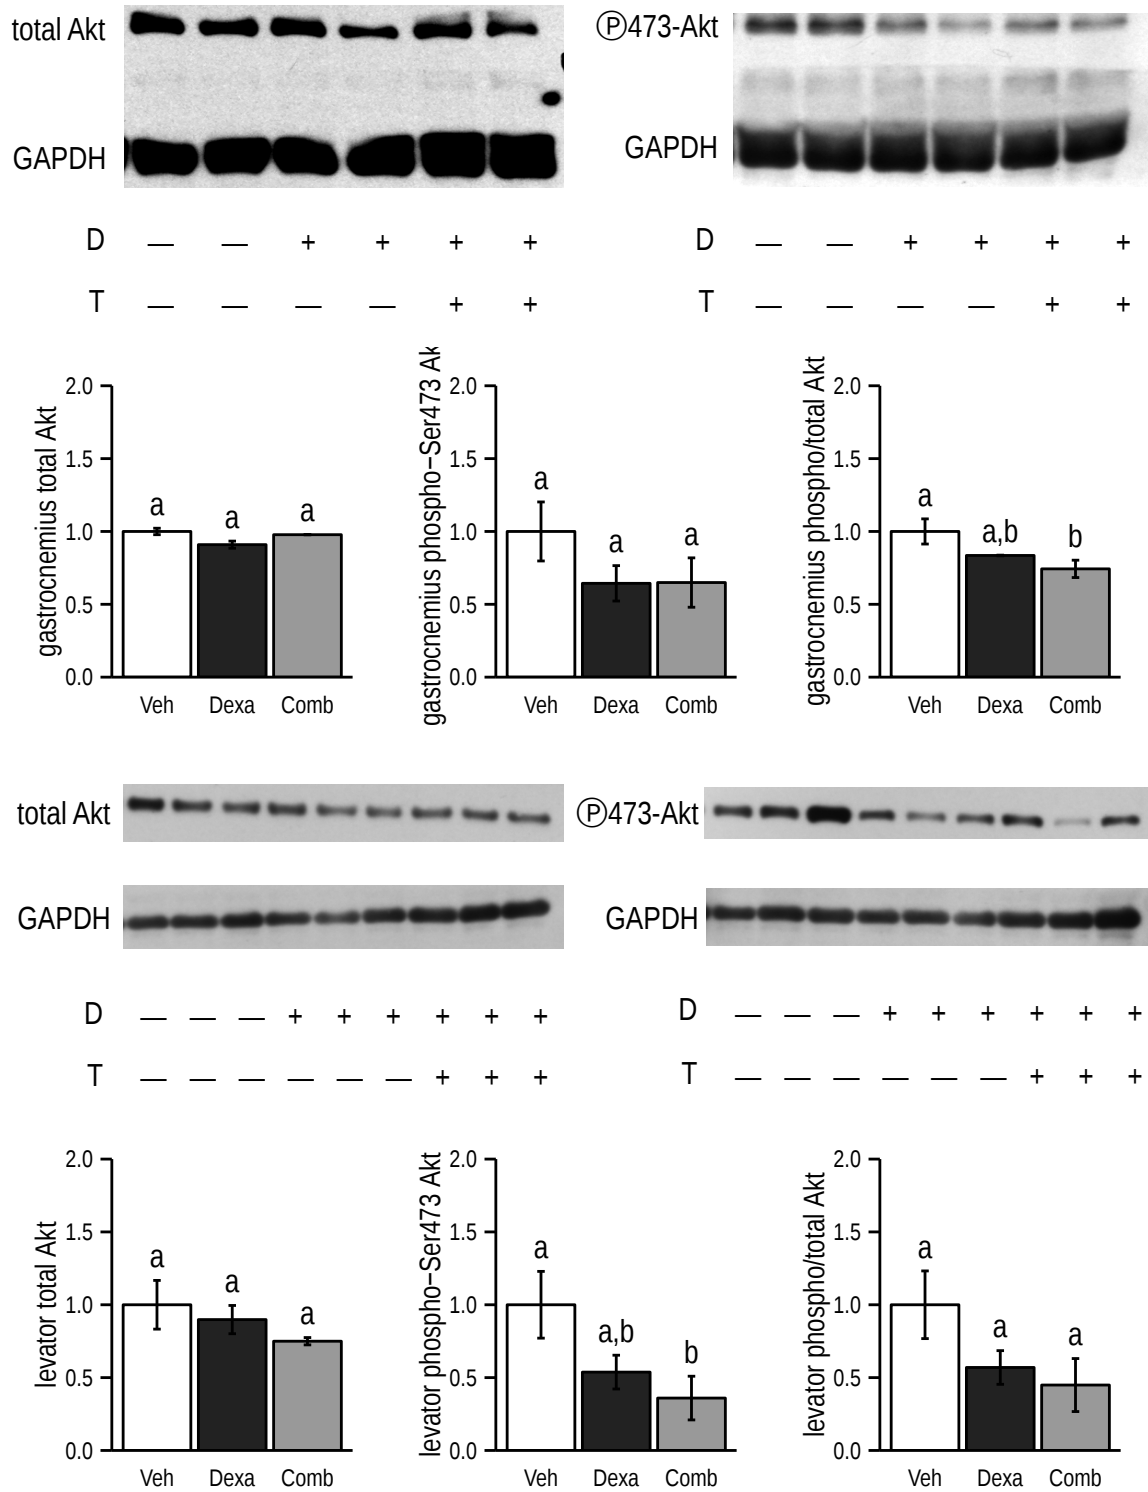 total Akt
Ⓟ473-Akt
GAPDH
GAPDH
D — — + + + +
D — — + + + +
T — — — — + +
T — — — — + +
gastrocnemius total Akt
2.0
1.5
1.0
0.5
0.0
a
a
a
Veh Dexa Comb
gastrocnemius phospho–Ser473 Ak
2.0
1.5
1.0
0.5
0.0
a
a
a
Veh Dexa Comb
gastrocnemius phospho/total Akt
2.0
1.5
1.0
0.5
0.0
a
a,b
b
Veh Dexa Comb
total Akt
Ⓟ473-Akt
GAPDH
GAPDH
D — — — + + + + + +
D — — — + + + + + +
T — — — — — — + + +
T — — — — — — + + +
levator total Akt
2.0
1.5
1.0
0.5
0.0
a
a
a
Veh Dexa Comb
levator phospho–Ser473 Akt
2.0
1.5
1.0
0.5
0.0
a
a,b
b
Veh Dexa Comb
levator phospho/total Akt
2.0
1.5
1.0
0.5
0.0
a
a
a
Veh Dexa Comb